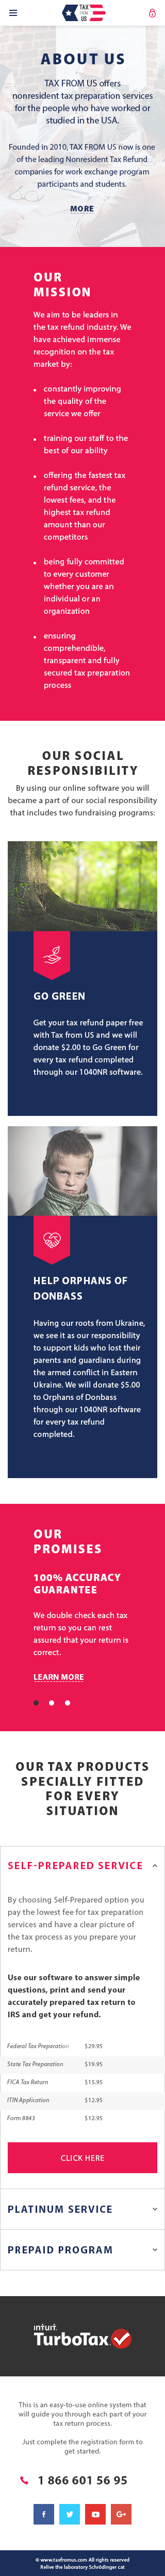 TAX
FROM
US
ABOUT US
TAX FROM US offers
nonresident tax preparation services
for the people who worked or
studied in the USA.
Founded in 2010, TAX FROM US now is one
of the leading Nonresident Tax Refund
companies for work exchange program
participants and students.
MORE
OUR
MISSION
We aim to be leaders in
the tax refund industry. We
have achieved immense
recognition on the tax
market by:
constantly improving
the quality of the
service we offer
training our staff to the
best of our ability
offering the fastest tax
refund service, the
lowest fees, and the
highest tax refund
amount than our
competitors
being fully committed
to every customer
whether you are an
individual or an
organization
ensuring
comprehensive,
transparent and fully
secured tax preparation
process
OUR SOCIAL
RESPONSIBILITY
By using our online software you will
became a part of our social responsibility
that includes two fundraising programs:
GO GREEN
Get your tax refund paper free
with Tax from US and we will
donate $2.00 to Go Green for
every tax refund completed
through our 1040NR software.
HELP ORPHANS OF
DONBASS
Having our roots from Ukraine,
we see it as our responsibility
to support kids who lost their
parents and guardians during
the armed conflict in Eastern
Ukraine. We will donate $5.00
to Orphans of Donbass
through our 1040NR software
for every tax refund
completed.
OUR
PROMISES
100% ACCURACY
GUARANTEE
We double check each tax
return so you can rest
assured that your return is
correct.
LEARN MORE
OUR TAX PRODUCTS
SPECIALLY FITTED
FOR EVERY
SITUATION
SELF-PREPARED SERVICE
By choosing Self-Prepared option you
pay the lowest fee for tax preparation
services and have a clear picture of
the tax process as you prepare your
return.
Use our software to answer simple
questions, print and send your
accurately prepared tax return to
IRS and get your refund.
Federal Tax Preparation $29.95
State Tax Preparation $19.95
FICA Tax Return $15.95
ITIN Application $12.95
Form 8843 $12.95
CLICK HERE
PLATINUM SERVICE
PREPAID PROGRAM
intuit
TurboTax
This is an easy-to-use online system that
will guide you through each part of your
tax return process.
Just complete the registration form to
get started.
1 866 601 56 95
© www.taxfromus.com All rights reserved
Relive the laboratory Schrödinger cat